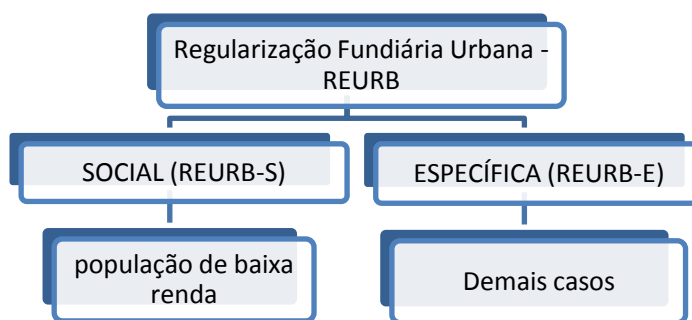 Regularização Fundiária Urbana -
REURB
SOCIAL (REURB-S)
ESPECÍFICA (REURB-E)
população de baixa
renda
Demais casos